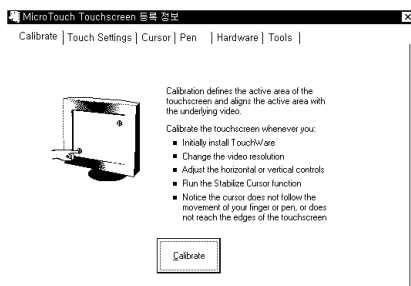 MicroTouch Touchscreen 등록 정보
Calibrate Touch Settings Cursor Pen Hardware Tools
Calibration defines the active area of the
touchscreen and aligns the active area with
the underlying video.
Calibrate the touchscreen whenever you:
Initially install TouchWare
Change the video resolution
Adjust the horizontal or vertical controls
Run the Stabilize Cursor function
Notice the cursor does not follow the
movement of your finger or pen, or does
not reach the edges of the touchscreen
Calibrate